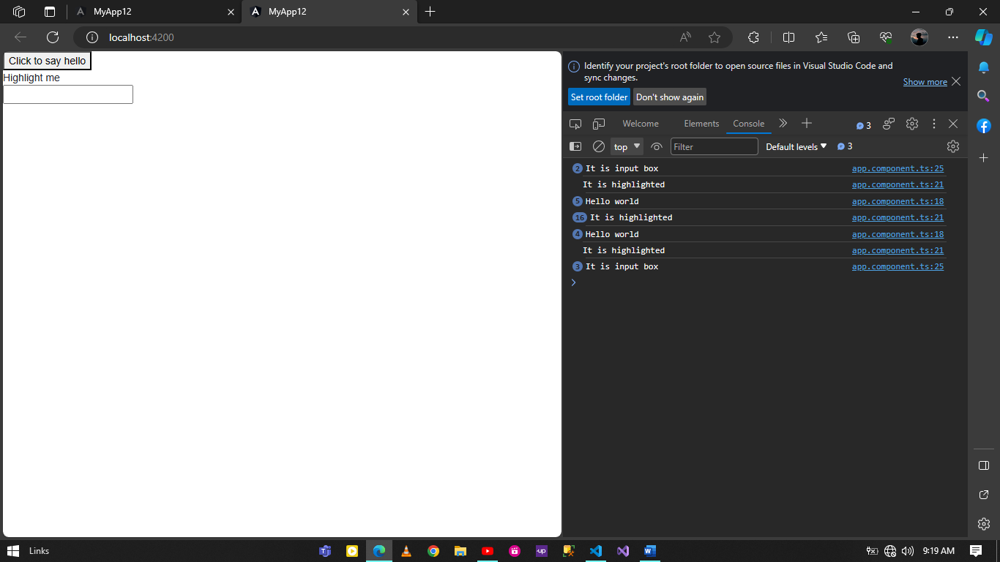 MyApp12
MyApp12
localhost:4200
Click to say hello
Highlight me
Identify your project's root folder to open source files in Visual Studio Code and
sync changes.
Show more
Set root folder
Don't show again
Welcome
Elements
Console
3
top
Filter
Default levels
3
2 It is input box app.component.ts:25
It is highlighted app.component.ts:21
5 Hello world app.component.ts:18
16 It is highlighted app.component.ts:21
4 Hello world app.component.ts:18
It is highlighted app.component.ts:21
3 It is input box app.component.ts:25
Links
up
9:19 AM